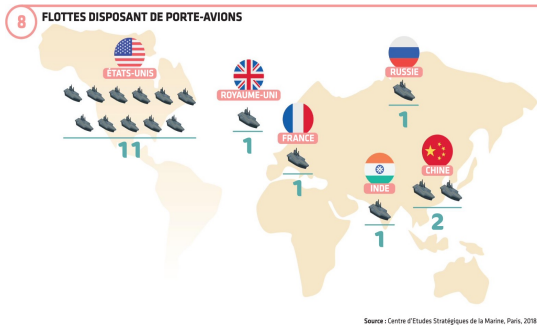 8 FLOTTES DISPOSANT DE PORTE-AVIONS
ÉTATS-UNIS
11
ROYAUME-UNI
1
FRANCE
1
RUSSIE
1
INDE
1
CHINE
2
Source : Centre d'Etudes Stratégiques de la Marine, Paris, 2018